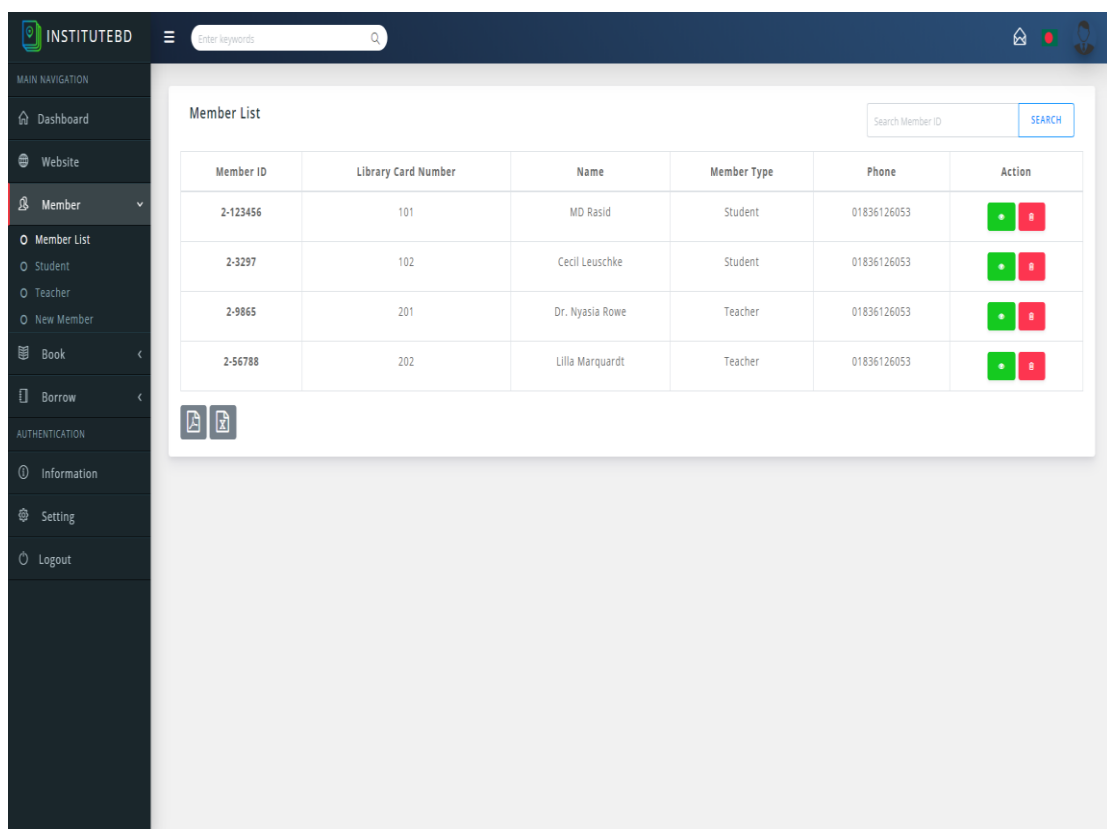 INSTITUTEBD
Enter keywords
MAIN NAVIGATION
Dashboard
Website
Member
Member List
Student
Teacher
New Member
Book
Borrow
AUTHENTICATION
Information
Setting
Logout
Member List
Search Member ID SEARCH
Member ID Library Card Number Name Member Type Phone Action
2-123456 101 MD Rasid Student 01836126053
2-3297 102 Cecil Leuschke Student 01836126053
2-9865 201 Dr. Nyasia Rowe Teacher 01836126053
2-56788 202 Lilla Marquardt Teacher 01836126053